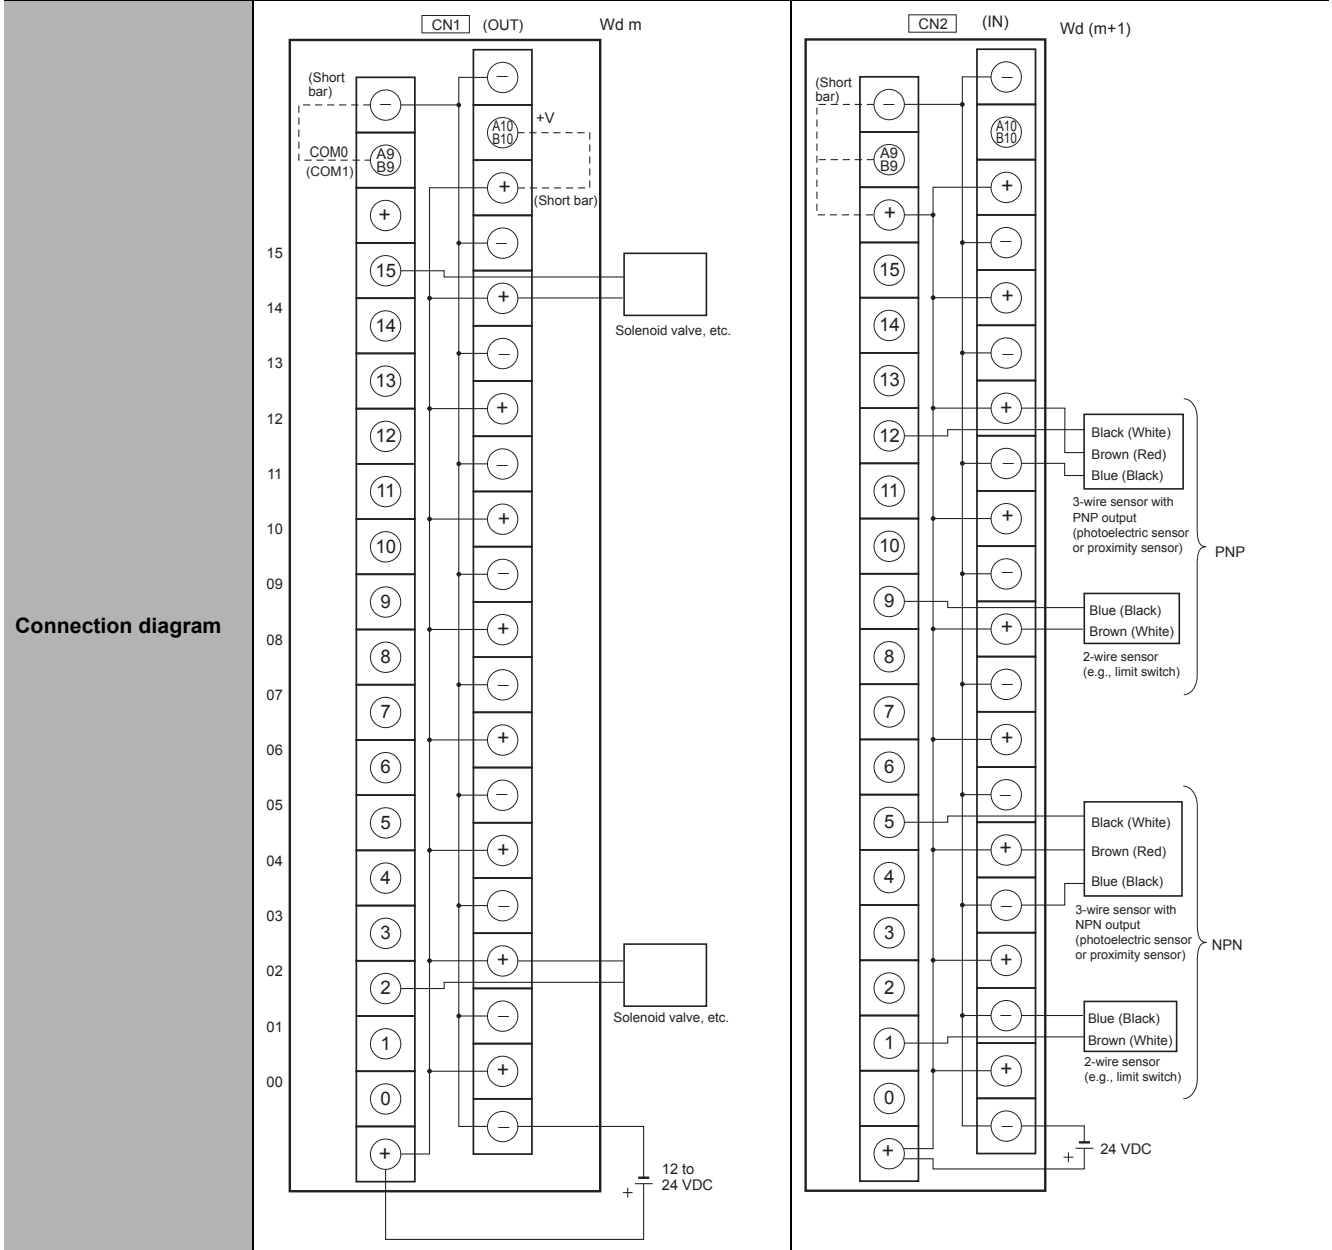 Connection diagram
CN1 (OUT) Wd m
(Short
bar)
−
−
A10
B10
+V
COM0
(COM1)
A9
B9
+
(Short bar)
+
−
15
15
+
Solenoid valve, etc.
14
14
−
13
13
+
12
12
−
11
11
+
10
10
−
09
9
+
08
8
−
07
7
+
06
6
−
05
5
+
04
4
−
03
3
+
02
2
Solenoid valve, etc.
−
01
1
+
00
0
−
+
+
12 to
24 VDC
CN2 (IN) Wd (m+1)
(Short
bar)
−
−
A10
B10
A9
B9
+
+
−
15
+
14
−
13
+
12
Black (White)
Brown (Red)
Blue (Black)
−
3-wire sensor with
PNP output
(photoelectric sensor
or proximity sensor)
PNP
11
+
10
−
9
Blue (Black)
Brown (White)
+
2-wire sensor
(e.g., limit switch)
8
−
7
+
6
−
5
Black (White)
Brown (Red)
Blue (Black)
+
4
−
3-wire sensor with
NPN output
(photoelectric sensor
or proximity sensor)
NPN
3
+
2
−
Blue (Black)
Brown (White)
1
2-wire sensor
(e.g., limit switch)
+
0
−
+
+
24 VDC